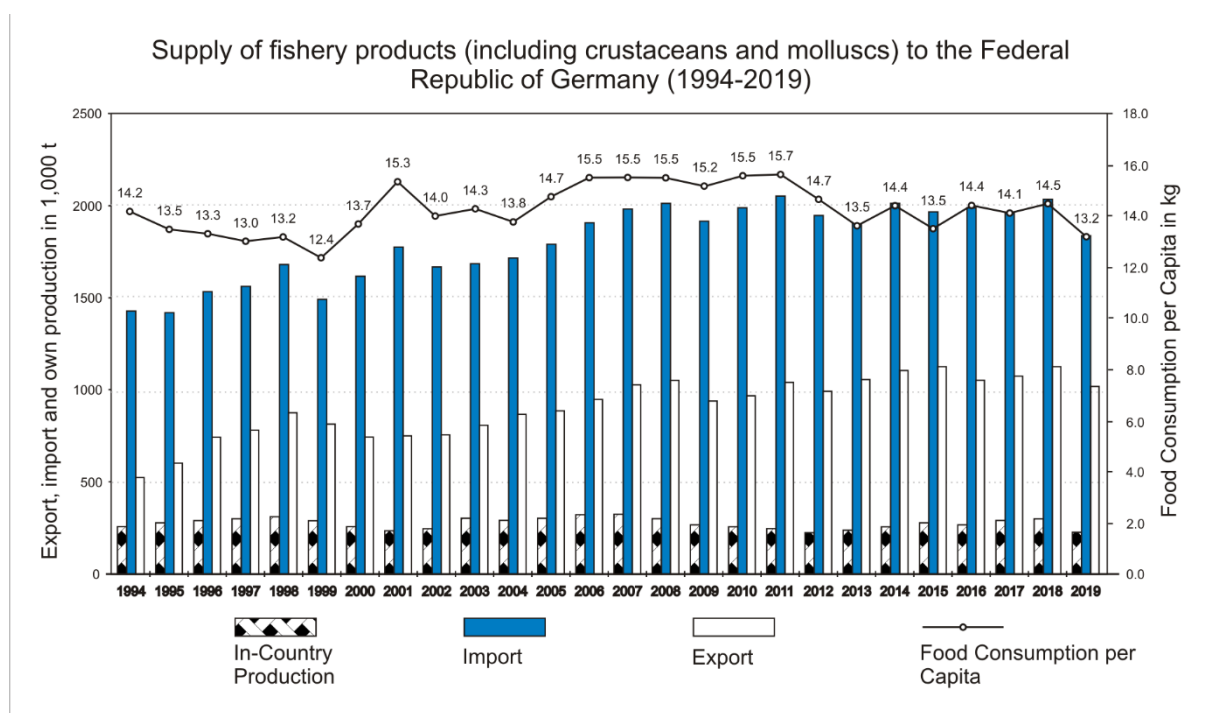 Supply of fishery products (including crustaceans and molluscs) to the Federal
Republic of Germany (1994-2019)
Export, import and own production in 1,000 t
2500
2000
1500
1000
500
0
14.2 13.5 13.3 13.0 13.2 12.4 13.7 15.3 14.0 14.3 13.8 14.7 15.5 15.5 15.5 15.2 15.5 15.7 14.7 13.5 14.4 13.5 14.4 14.1 14.5 13.2
18.0
16.0
14.0
12.0
10.0
8.0
6.0
4.0
2.0
0.0
Food Consumption per Capita in kg
1994 1995 1996 1997 1998 1999 2000 2001 2002 2003 2004 2005 2006 2007 2008 2009 2010 2011 2012 2013 2014 2015 2016 2017 2018 2019
In-Country
Production
Import
Export
Food Consumption per
Capita